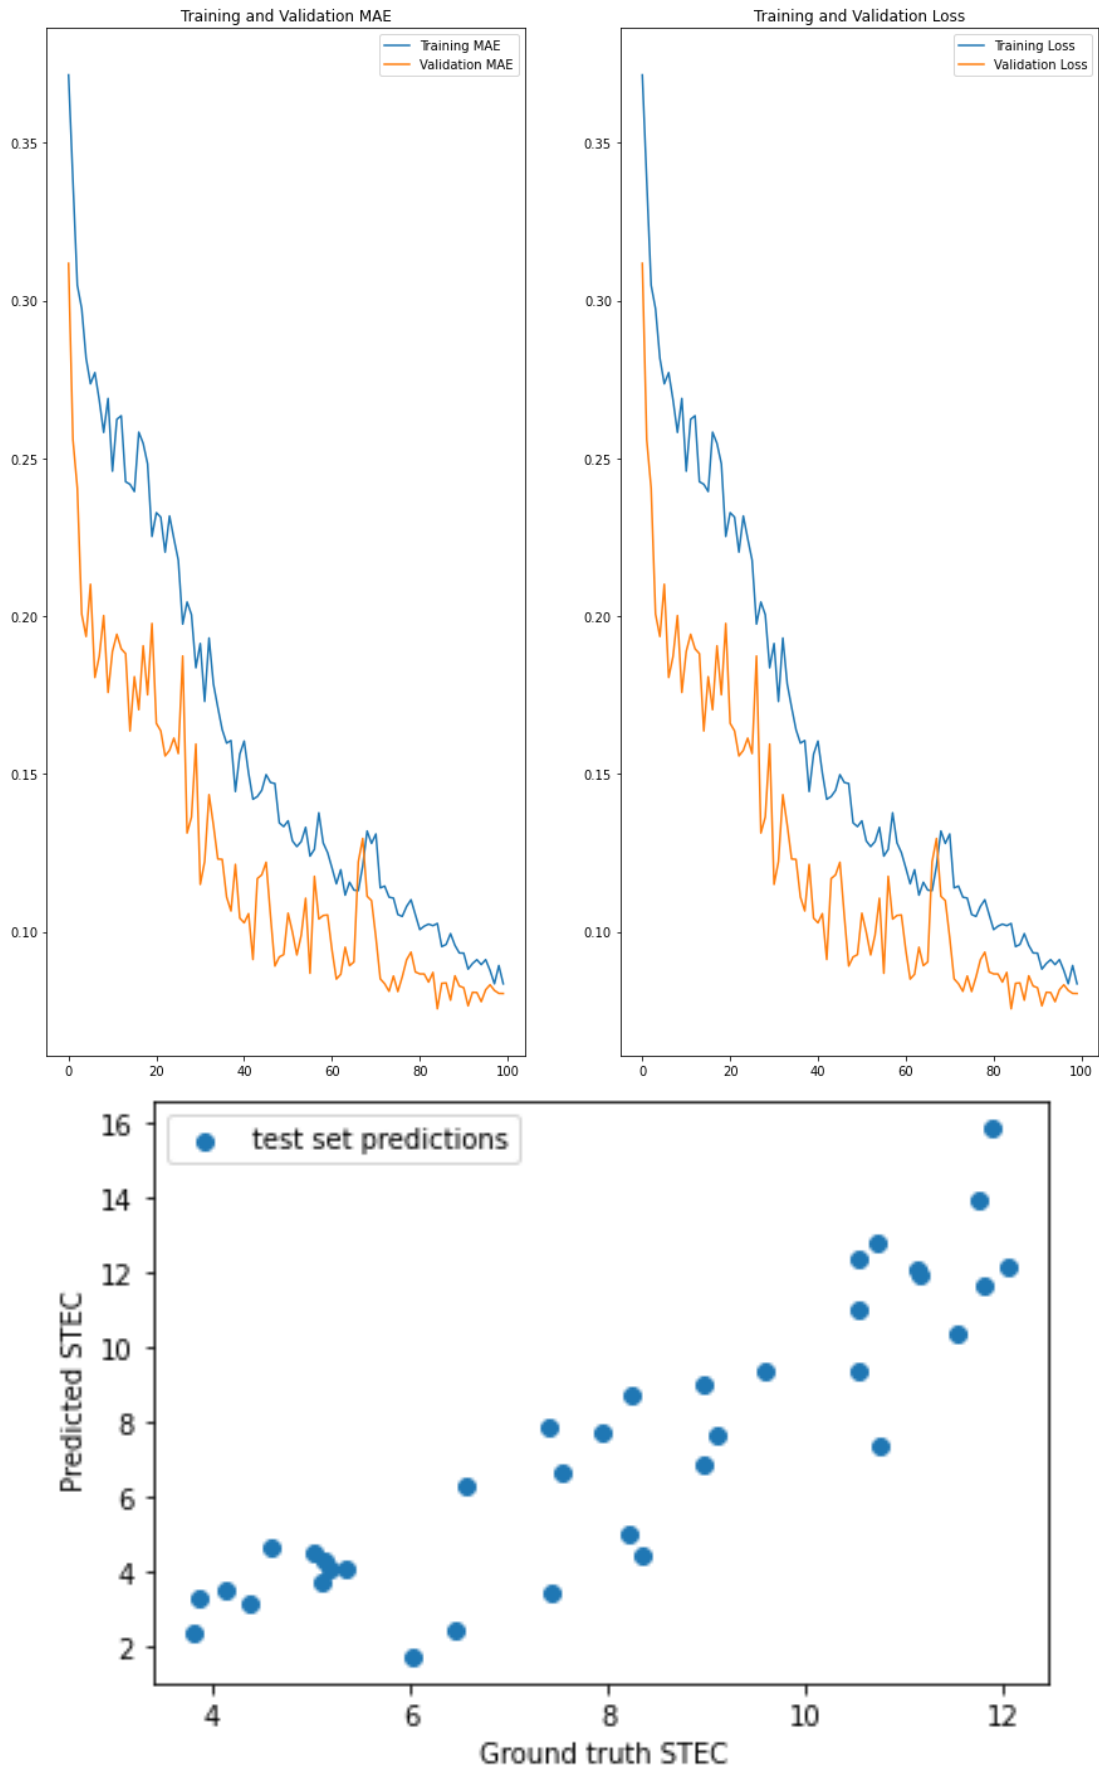 Training and Validation MAE
Training MAE
Validation MAE
0.35
0.30
0.25
0.20
0.15
0.10
0 20 40 60 80 100
Training and Validation Loss
Training Loss
Validation Loss
0.35
0.30
0.25
0.20
0.15
0.10
0 20 40 60 80 100
test set predictions
Predicted STEC
16
14
12
10
8
6
4
2
4 6 8 10 12
Ground truth STEC